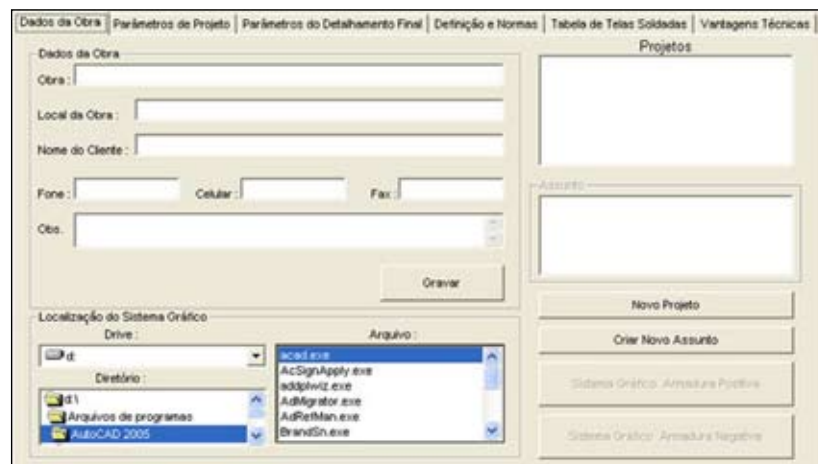 Dados da Obra
Parâmetros de Projeto
Parâmetros do Detalhamento Final
Definição e Normas
Tabela de Telas Soldadas
Vantagens Técnicas
Dados da Obra
Obra :
Local da Obra :
Nome do Cliente :
Fone :
Celular :
Fax :
Obs.
Gravar
Localização do Sistema Gráfico
Drive :
d:
Diretório :
d:\
Arquivos de programas
AutoCAD 2005
Arquivo :
acad.exe
AcSignApply.exe
addplwiz.exe
AdMigrator.exe
AdRefMan.exe
BrandSn.exe
Projetos
Assunto
Novo Projeto
Criar Novo Assunto
Sistema Gráfico: Armadura Positiva
Sistema Gráfico: Armadura Negativa